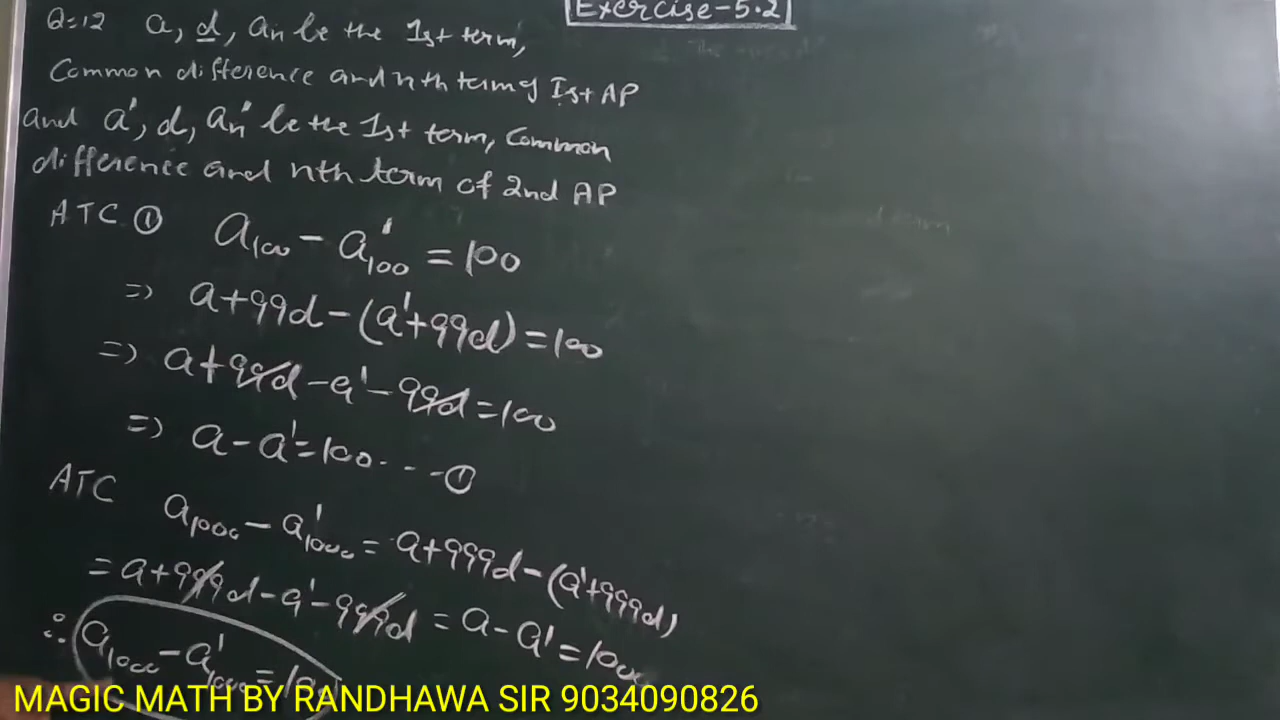 Exercise-5.2
Q=12 a, d, an be the 1st term,
Common difference and nth term of Ist AP
and a', d, an' be the 1st term, Common
difference and nth term of 2nd AP
ATC ① a100 - a'100 = 100
=> a+99d-(a'+99d)=100
=> a+99d-a'-99d=100
=> a-a'=100...-①
ATC a1000 - a'1000 = a+999d-(a'+999d)
=a+999d-a'-999d = a-a'=100
∴ a1000-a'1000=100
MAGIC MATH BY RANDHAWA SIR 9034090826